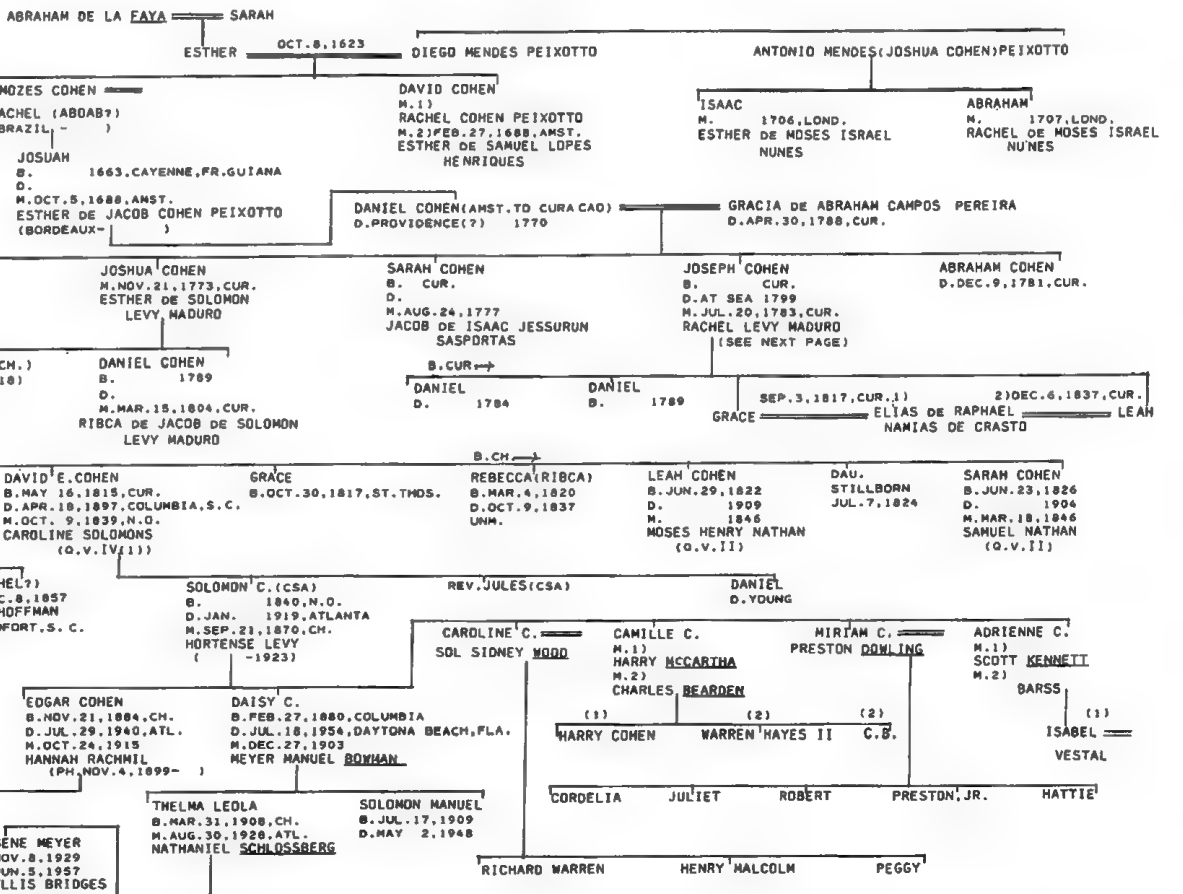 ABRAHAM DE LA FAYA SARAH
OCT.8,1623
ESTHER DIEGO MENDES PEIXOTTO ANTONIO MENDES(JOSHUA COHEN)PEIXOTTO
MOZES COHEN
ACHEL (ABOAB?)
BRAZIL - )
DAVID COHEN
M.1)
RACHEL COHEN PEIXOTTO
M.2)FEB.27,1688,AMST.
ESTHER DE SAMUEL LOPES
HENRIQUES
ISAAC
M. 1706,LOND.
ESTHER DE MOSES ISRAEL
NUNES
ABRAHAM
M. 1707,LOND.
RACHEL DE MOSES ISRAEL
NUNES
JOSUAH
B. 1663,CAYENNE,FR.GUIANA
D.
M.OCT.5,1688,AMST.
ESTHER DE JACOB COHEN PEIXOTTO
(BORDEAUX- )
DANIEL COHEN(AMST.TO CURACAO)
D.PROVIDENCE(?) 1770
GRACIA DE ABRAHAM CAMPOS PEREIRA
D.APR.30,1788,CUR.
JOSHUA COHEN
M.NOV.21,1773,CUR.
ESTHER DE SOLOMON
LEVY MADURO
SARAH COHEN
B. CUR.
D.
M.AUG.24,1777
JACOB DE ISAAC JESSURUN
SASPORTAS
JOSEPH COHEN
B. CUR.
D.AT SEA 1799
M.JUL.20,1783,CUR.
RACHEL LEVY MADURO
(SEE NEXT PAGE)
ABRAHAM COHEN
D.DEC.9,1781,CUR.
CH.)
18)
DANIEL COHEN
B. 1789
D.
M.MAR.15,1804,CUR.
RIBCA DE JACOB DE SOLOMON
LEVY MADURO
B.CUR→
DANIEL
D. 1784
DANIEL
B. 1789
SEP.3,1817,CUR.1) 2)DEC.6,1837,CUR.
GRACE ELIAS DE RAPHAEL LEAH
NAMIAS DE CRASTO
B.CH.→
DAVID E.COHEN
B.MAY 16,1815,CUR.
D.APR.18,1897,COLUMBIA,S.C.
M.OCT. 9,1839,N.O.
CAROLINE SOLOMONS
(Q.V.IV(1))
GRACE
B.OCT.30,1817,ST.THOS.
REBECCA(RIBCA)
B.MAR.4,1820
D.OCT.9,1837
UNM.
LEAH COHEN
B.JUN.29,1822
D. 1909
M. 1846
MOSES HENRY NATHAN
(Q.V.II)
DAU.
STILLBORN
JUL.7,1824
SARAH COHEN
B.JUN.23,1826
D. 1904
M.MAR.18,1846
SAMUEL NATHAN
(Q.V.II)
HEL?)
C.8,1857
HOFFMAN
FORT,S.C.
SOLOMON C.(CSA)
B. 1840,N.O.
D.JAN. 1919,ATLANTA
M.SEP.21,1870,CH.
HORTENSE LEVY
( -1923)
REV.JULES(CSA)
DANIEL
D.YOUNG
CAROLINE C.
SOL SIDNEY WOOD
CAMILLE C.
M.1)
HARRY McCARTHA
M.2)
CHARLES BEARDEN
MIRIAM C.
PRESTON DOWLING
ADRIENNE C.
M.1)
SCOTT KENNETT
M.2)
BARSS
EDGAR COHEN
B.NOV.21,1884,CH.
D.JUL.29,1940,ATL.
M.OCT.24,1915
HANNAH RACHMIL
(PH.NOV.4,1899- )
DAISY C.
B.FEB.27,1880,COLUMBIA
D.JUL.18,1954,DAYTONA BEACH,FLA.
M.DEC.27,1903
MEYER MANUEL BOWMAN
(1) (2) (2)
HARRY COHEN WARREN HAYES II C.B.
(1)
ISABEL
VESTAL
CORDELIA JULIET ROBERT PRESTON,JR. HATTIE
THELMA LEOLA
B.MAR.31,1908,CH.
M.AUG.30,1928,ATL.
NATHANIEL SCHLOSSBERG
SOLOMON MANUEL
B.JUL.17,1909
D.MAY 2,1948
ENE MEYER
OV.8,1929
UN.5,1957
LLIS BRIDGES
RICHARD WARREN HENRY MALCOLM PEGGY